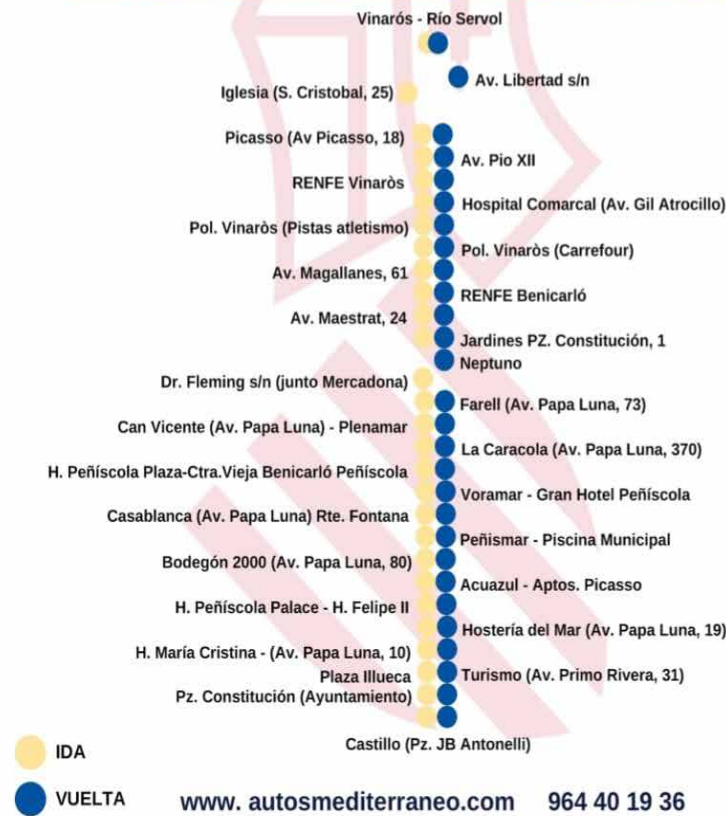 Vinarós - Río Servol
Av. Libertad s/n
Iglesia (S. Cristobal, 25)
Picasso (Av Picasso, 18)
Av. Pio XII
RENFE Vinaròs
Hospital Comarcal (Av. Gil Atrocillo)
Pol. Vinaròs (Pistas atletismo)
Pol. Vinaròs (Carrefour)
Av. Magallanes, 61
RENFE Benicarló
Av. Maestrat, 24
Jardines PZ. Constitución, 1
Neptuno
Dr. Fleming s/n (junto Mercadona)
Farell (Av. Papa Luna, 73)
Can Vicente (Av. Papa Luna) - Plenamar
La Caracola (Av. Papa Luna, 370)
H. Peñíscola Plaza-Ctra.Vieja Benicarló Peñíscola
Voramar - Gran Hotel Peñíscola
Casablanca (Av. Papa Luna) Rte. Fontana
Peñismar - Piscina Municipal
Bodegón 2000 (Av. Papa Luna, 80)
Acuazul - Aptos. Picasso
H. Peñíscola Palace - H. Felipe II
Hostería del Mar (Av. Papa Luna, 19)
H. María Cristina - (Av. Papa Luna, 10)
Plaza Illueca
Turismo (Av. Primo Rivera, 31)
Pz. Constitución (Ayuntamiento)
Castillo (Pz. JB Antonelli)
IDA
VUELTA
www. autosmediterraneo.com 964 40 19 36